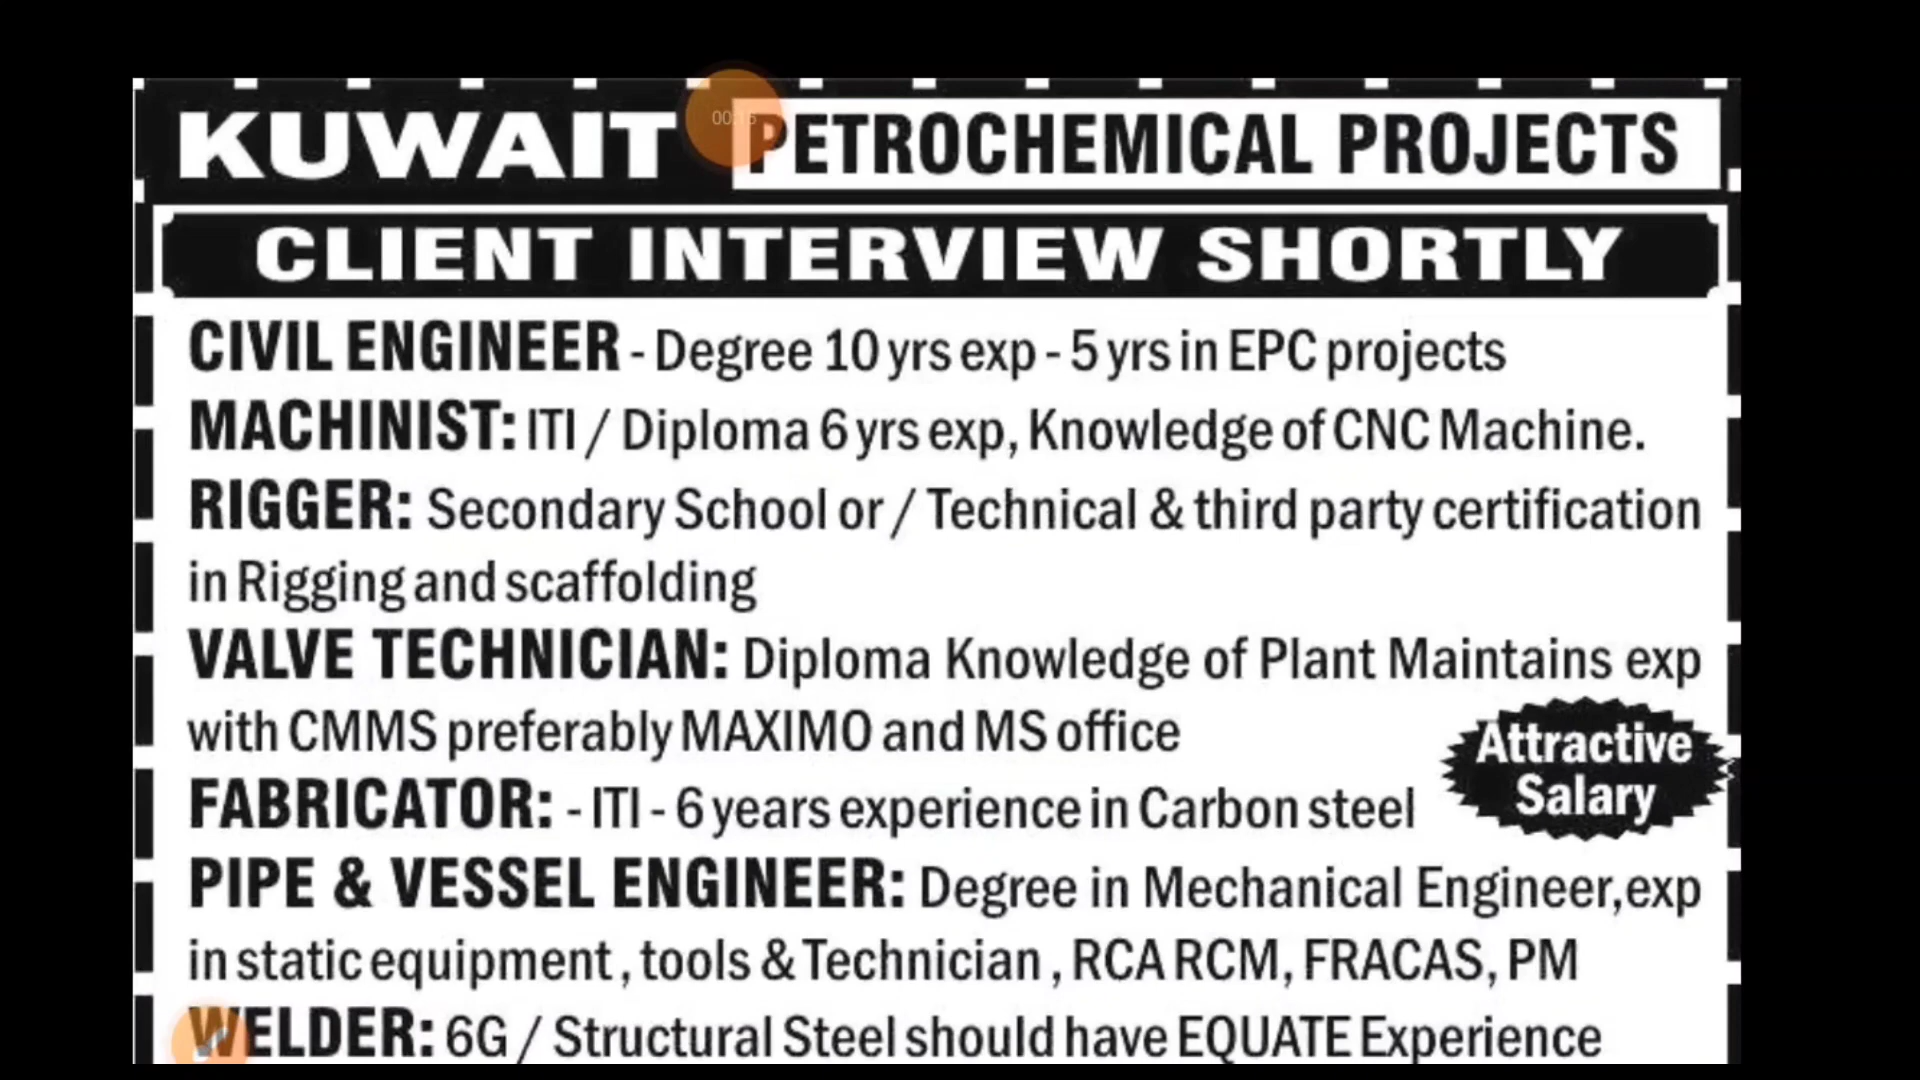 KUWAIT PETROCHEMICAL PROJECTS
CLIENT INTERVIEW SHORTLY
CIVIL ENGINEER - Degree 10 yrs exp - 5 yrs in EPC projects
MACHINIST: ITI / Diploma 6 yrs exp, Knowledge of CNC Machine.
RIGGER: Secondary School or / Technical & third party certification
in Rigging and scaffolding
VALVE TECHNICIAN: Diploma Knowledge of Plant Maintains exp
with CMMS preferably MAXIMO and MS office
Attractive
Salary
FABRICATOR: - ITI - 6 years experience in Carbon steel
PIPE & VESSEL ENGINEER: Degree in Mechanical Engineer,exp
in static equipment , tools & Technician , RCA RCM, FRACAS, PM
WELDER: 6G / Structural Steel should have EQUATE Experience